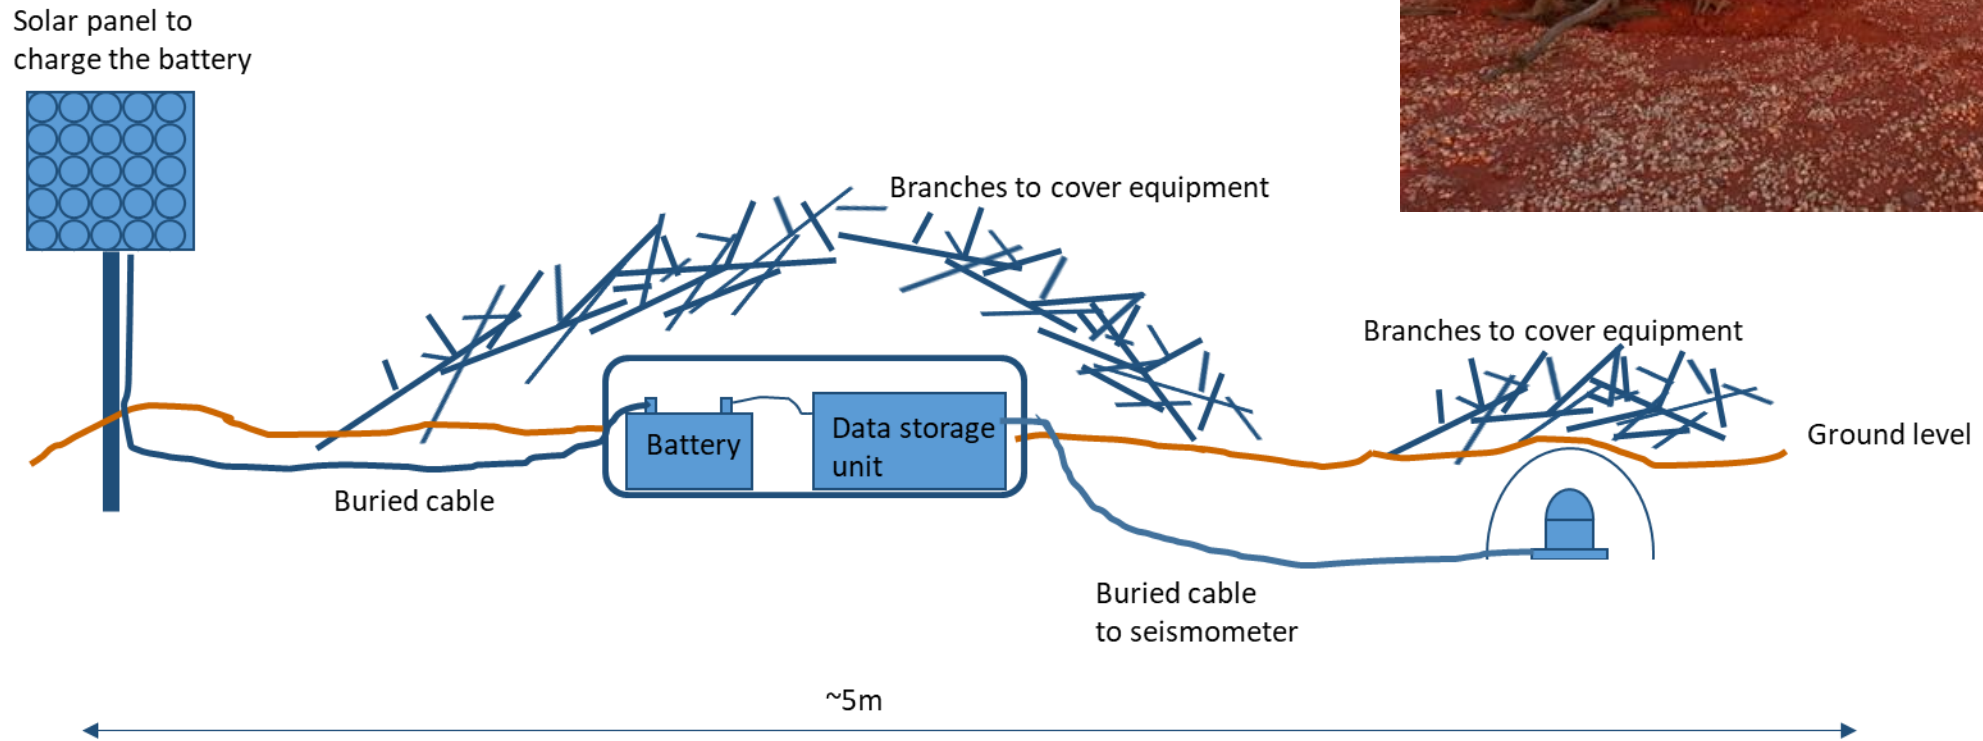 Solar panel to
charge the battery
Branches to cover equipment
Branches to cover equipment
Ground level
Battery
Data storage
unit
Buried cable
Buried cable
to seismometer
~5m